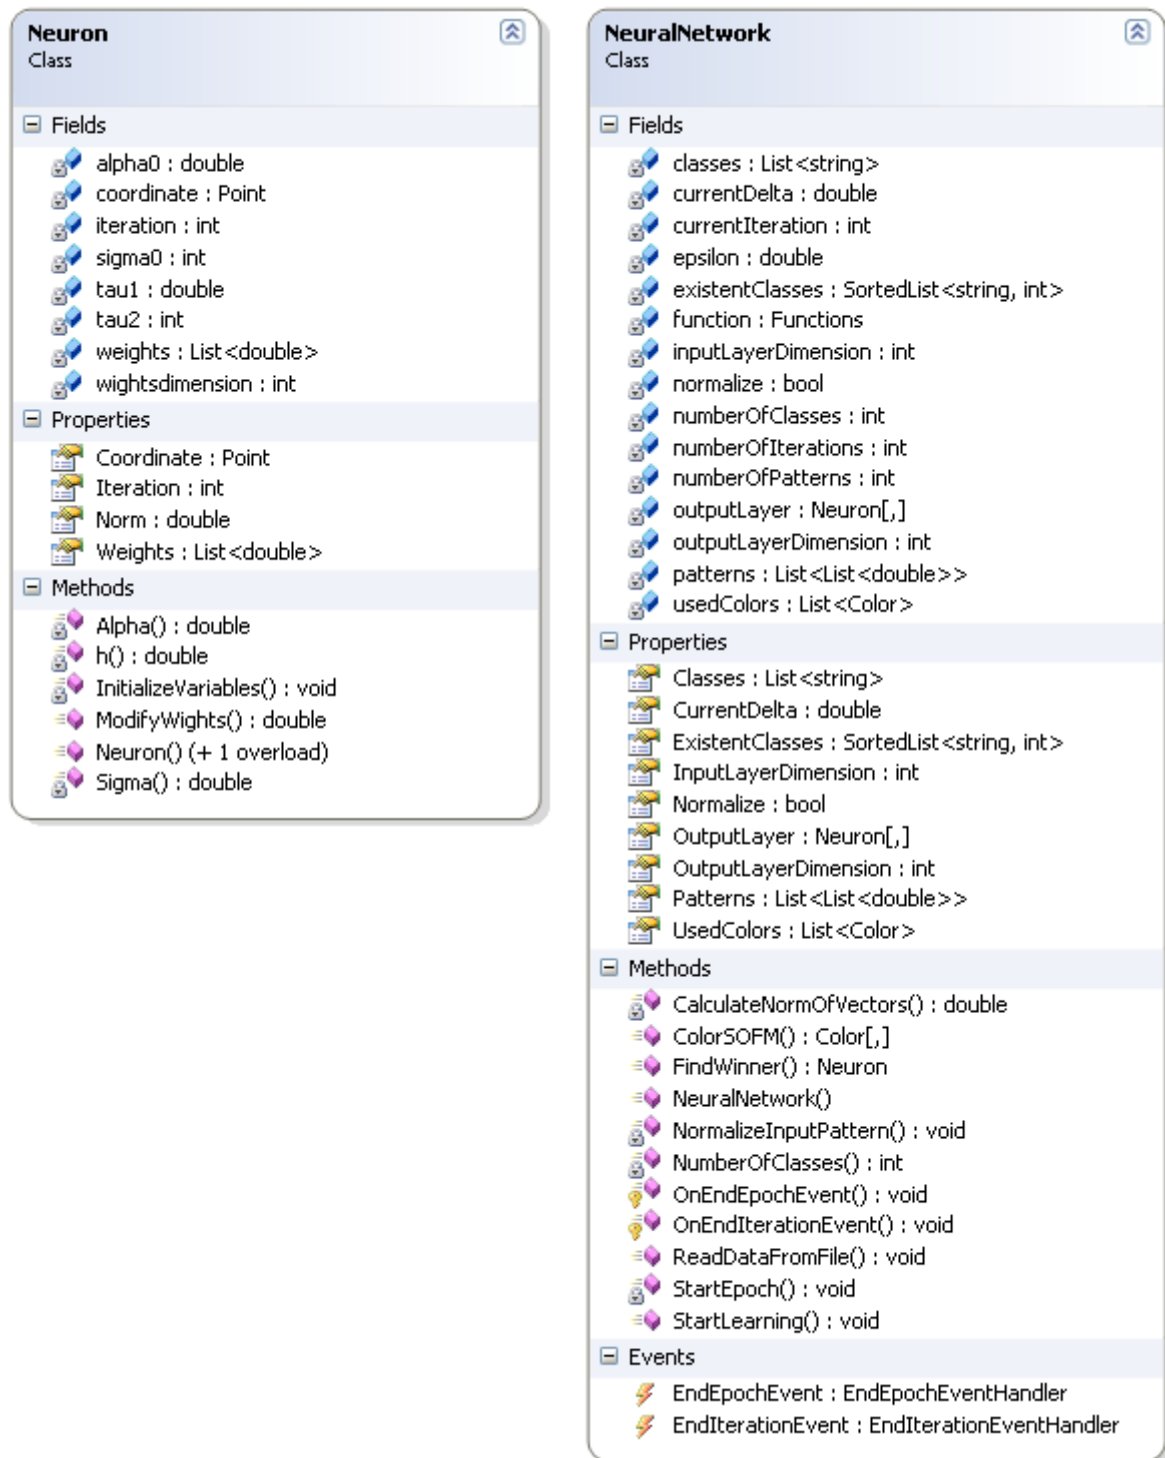 Neuron
Class
Fields
alpha0 : double
coordinate : Point
iteration : int
sigma0 : int
tau1 : double
tau2 : int
weights : List<double>
wightsdimension : int
Properties
Coordinate : Point
Iteration : int
Norm : double
Weights : List<double>
Methods
Alpha() : double
h() : double
InitializeVariables() : void
ModifyWights() : double
Neuron() (+ 1 overload)
Sigma() : double
NeuralNetwork
Class
Fields
classes : List<string>
currentDelta : double
currentIteration : int
epsilon : double
existentClasses : SortedList<string, int>
function : Functions
inputLayerDimension : int
normalize : bool
numberOfClasses : int
numberOfIterations : int
numberOfPatterns : int
outputLayer : Neuron[,]
outputLayerDimension : int
patterns : List<List<double>>
usedColors : List<Color>
Properties
Classes : List<string>
CurrentDelta : double
ExistentClasses : SortedList<string, int>
InputLayerDimension : int
Normalize : bool
OutputLayer : Neuron[,]
OutputLayerDimension : int
Patterns : List<List<double>>
UsedColors : List<Color>
Methods
CalculateNormOfVectors() : double
ColorSOFM() : Color[,]
FindWinner() : Neuron
NeuralNetwork()
NormalizeInputPattern() : void
NumberOfClasses() : int
OnEndEpochEvent() : void
OnEndIterationEvent() : void
ReadDataFromFile() : void
StartEpoch() : void
StartLearning() : void
Events
EndEpochEvent : EndEpochEventHandler
EndIterationEvent : EndIterationEventHandler